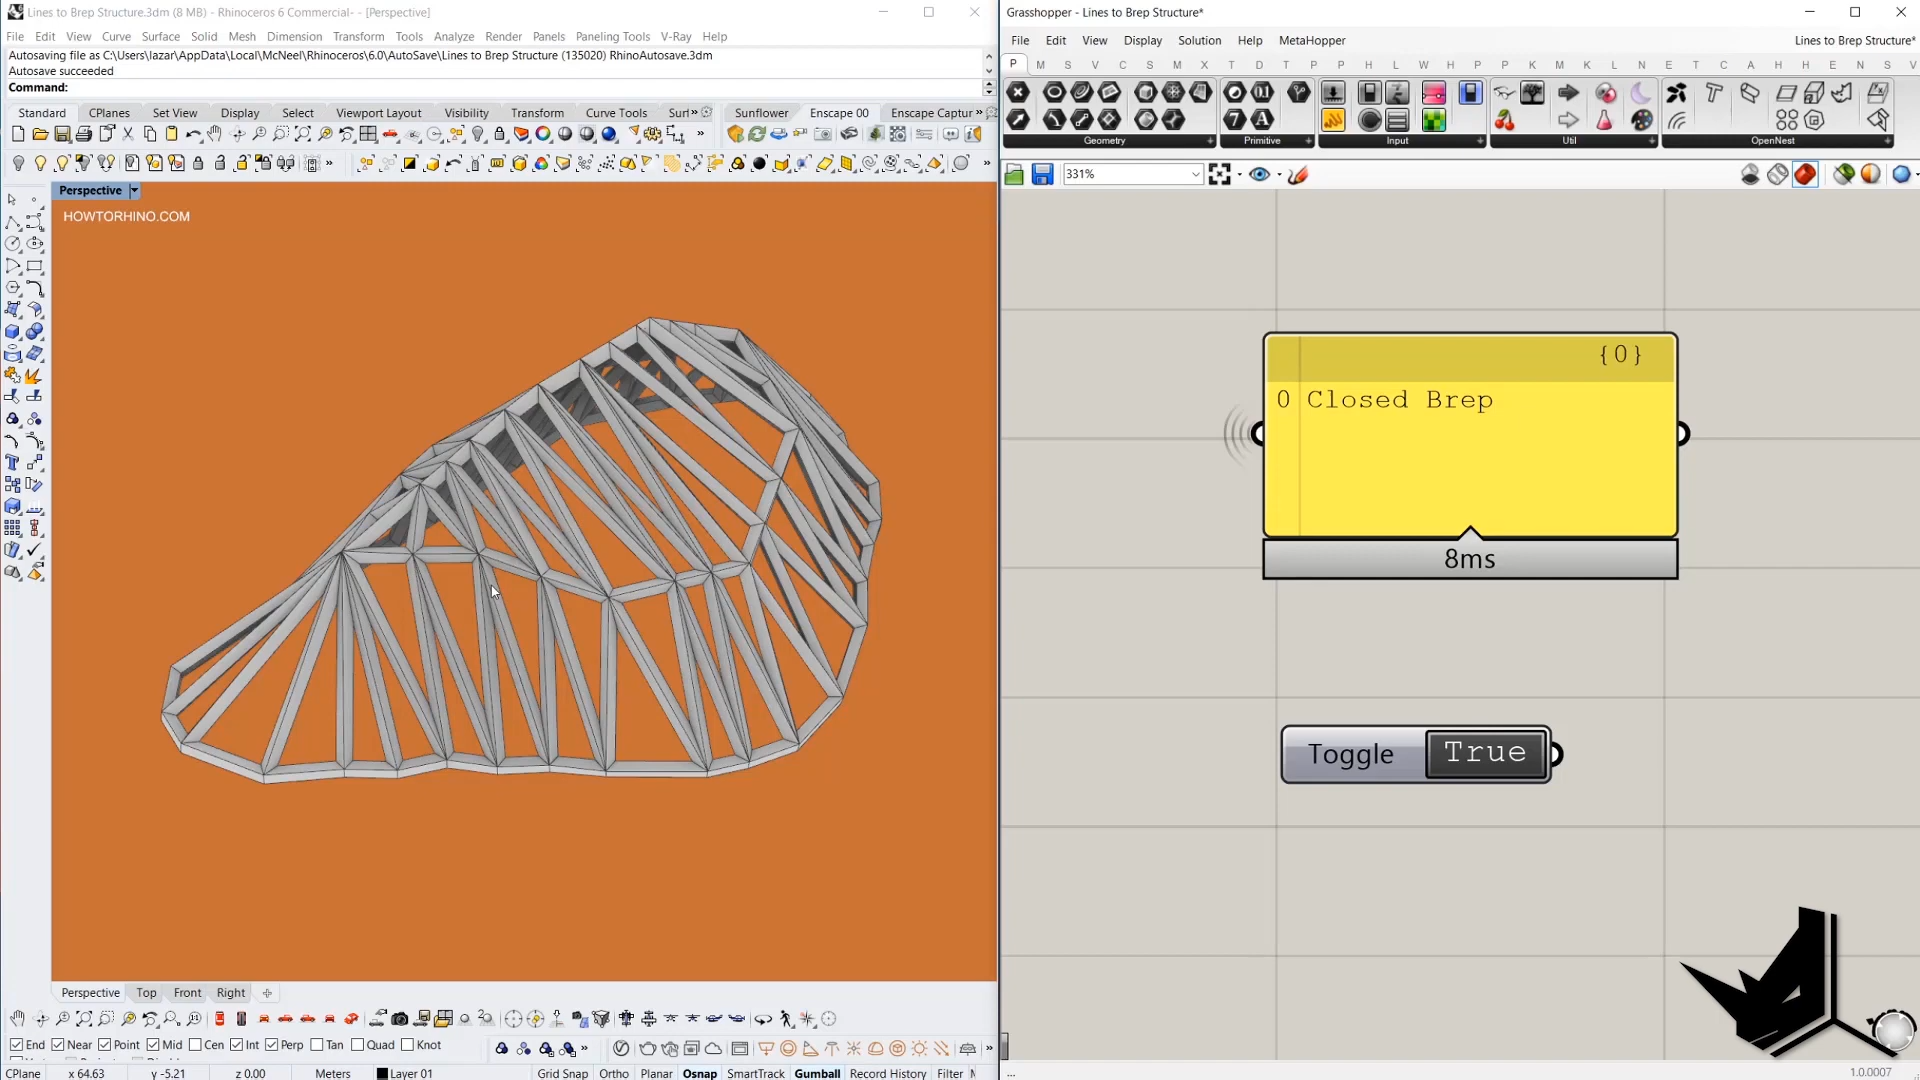 Lines to Brep Structure.3dm (8 MB) - Rhinoceros 6 Commercial- - [Perspective]
File Edit View Curve Surface Solid Mesh Dimension Transform Tools Analyze Render Panels Paneling Tools V-Ray Help
Autosaving file as C:\Users\lazar\AppData\Local\McNeel\Rhinoceros\6.0\AutoSave\Lines to Brep Structure (135020) RhinoAutosave.3dm
Autosave succeeded
Command:
Standard CPlanes Set View Display Select Viewport Layout Visibility Transform Curve Tools Surf» Sunflower Enscape 00 Enscape Captur »
Perspective
HOWTORHINO.COM
Perspective Top Front Right
End Near Point Mid Cen Int Perp Tan Quad Knot
CPlane x 64.63 y -5.21 z 0.00 Meters Layer 01 Grid Snap Ortho Planar Osnap SmartTrack Gumball Record History Filter
Grasshopper - Lines to Brep Structure*
File Edit View Display Solution Help MetaHopper Lines to Brep Structure*
P M S V C S M X T D T P P L H L W H P P K M K L N E T C A H H E N S V
Geometry Primitive Input Util OpenNest
331%
{0}
0 Closed Brep
8ms
Toggle True
... 1.0.0007